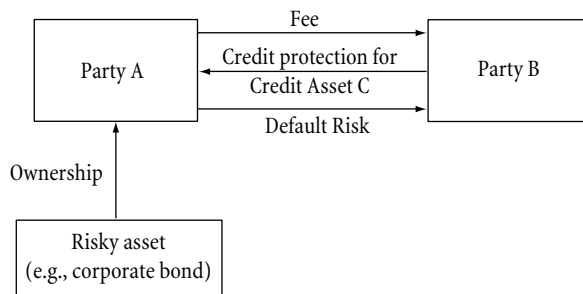 Fee
Party A
Credit protection for
Credit Asset C
Party B
Default Risk
Ownership
Risky asset
(e.g., corporate bond)